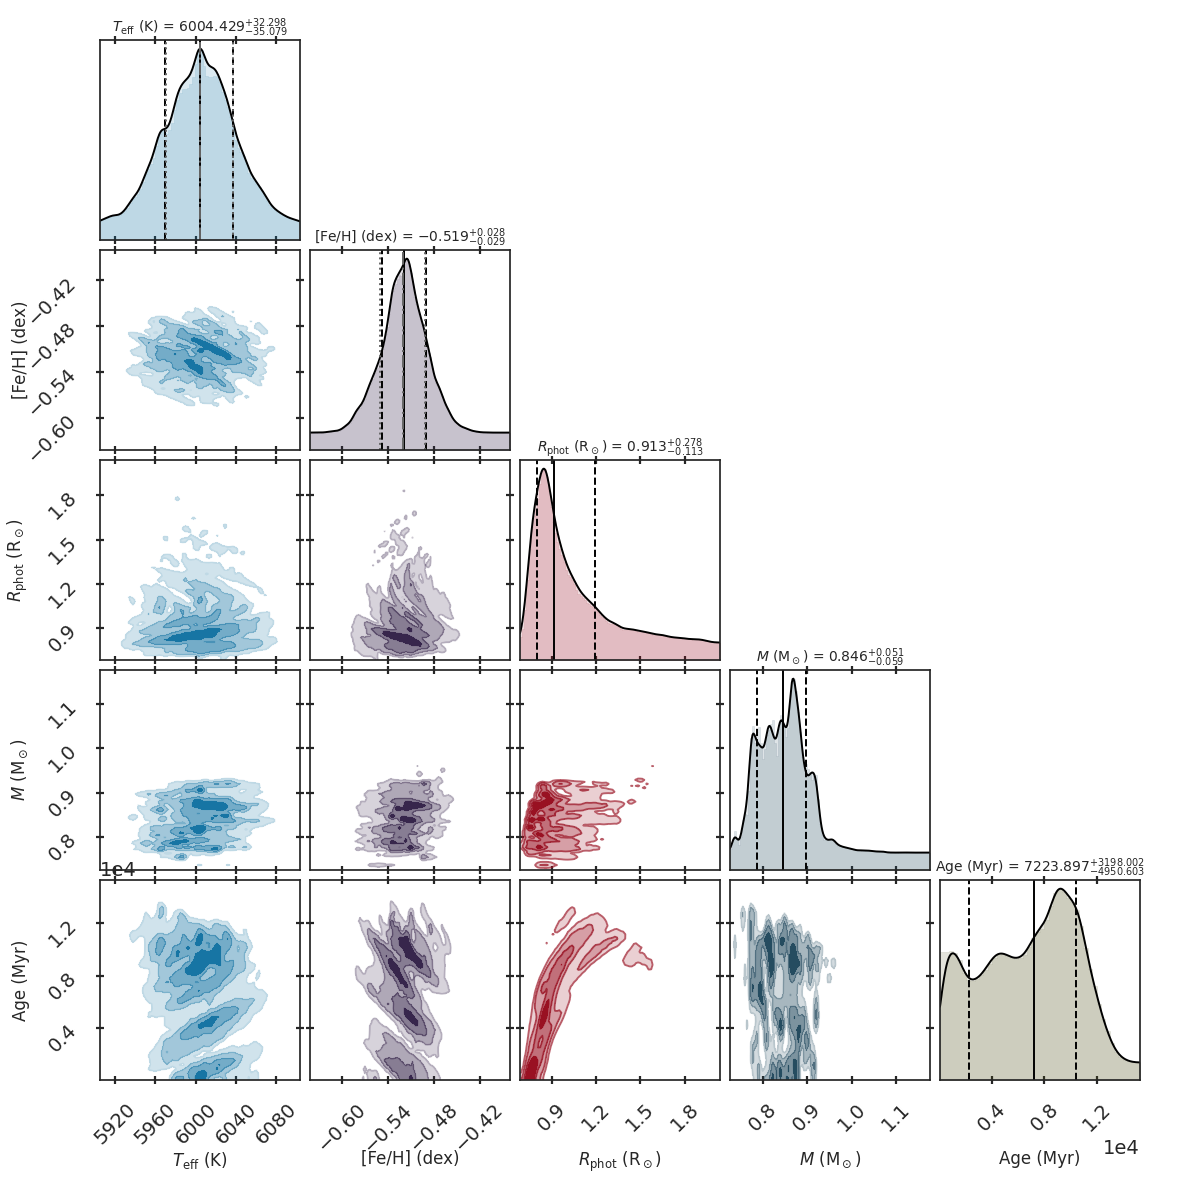 T_eff (K) = 6004.429 +32.298 −35.079
[Fe/H] (dex) = −0.519 +0.028 −0.029
[Fe/H] (dex)
−0.42
−0.48
−0.54
−0.60
R_phot (R_⊙) = 0.913 +0.278 −0.113
R_phot (R_⊙)
1.8
1.5
1.2
0.9
M (M_⊙) = 0.846 +0.051 −0.059
M (M_⊙)
1.1
1.0
0.9
0.8
1e4
Age (Myr) = 7223.897 +3198.002 −4950.603
Age (Myr)
1.2
0.8
0.4
5920 5960 6000 6040 6080
−0.60 −0.54 −0.48 −0.42
0.9 1.2 1.5 1.8
0.8 0.9 1.0 1.1
0.4 0.8 1.2
1e4
T_eff (K)
[Fe/H] (dex)
R_phot (R_⊙)
M (M_⊙)
Age (Myr)